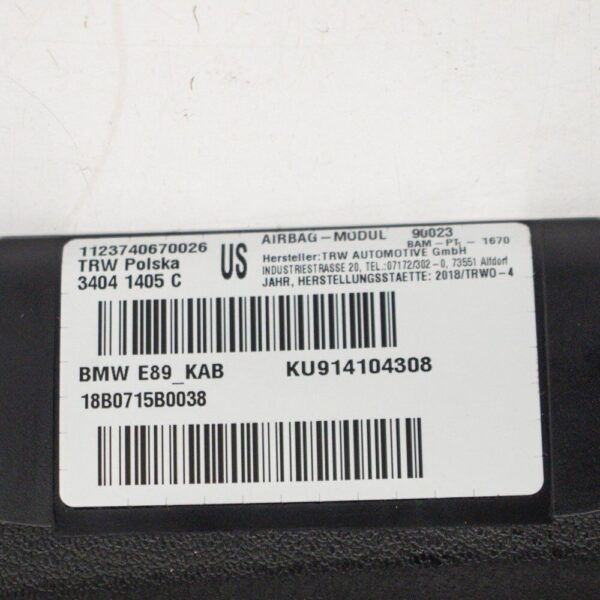 1123740670026
TRW Polska
3404 1405 C
US
AIRBAG-MODUL 90023
BAM-PT₁-1670
Hersteller:TRW AUTOMOTIVE GmbH
INDUSTRIESTRASSE 20, TEL.:07172/302-0, 73551 Alfdorf
JAHR, HERSTELLUNGSSTAETTE: 2018/TRWO-4
BMW E89_KAB KU914104308
18B0715B0038